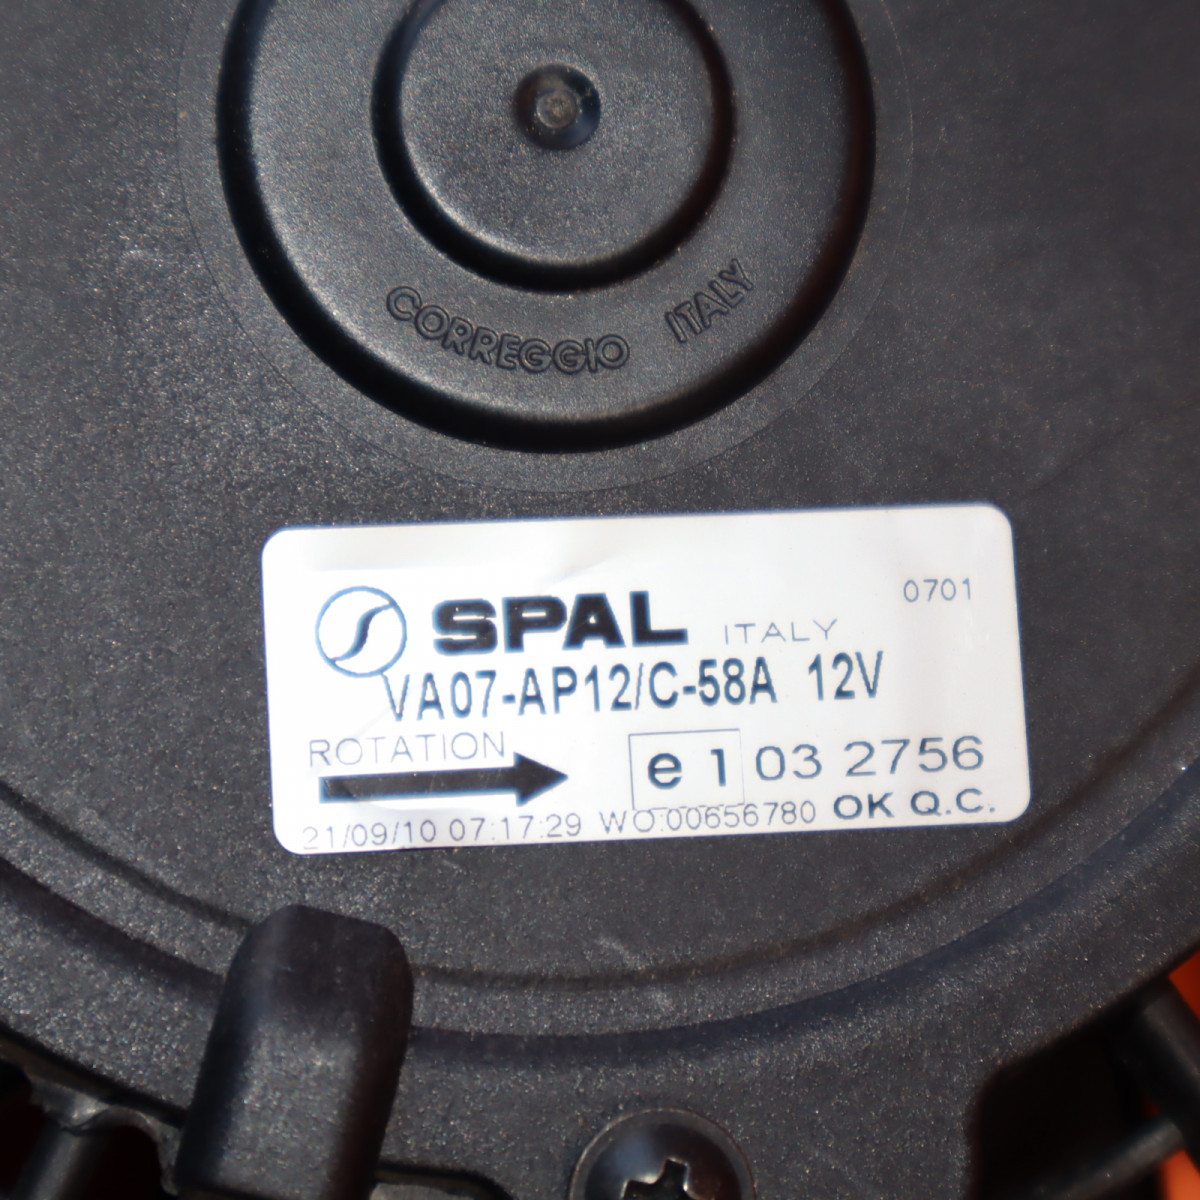 CORREGGIO ITALY
0701
SPAL ITALY
VA07-AP12/C-58A 12V
ROTATION
e 1 03 2756
21/09/10 07:17:29 WO:00656780 OK Q.C.